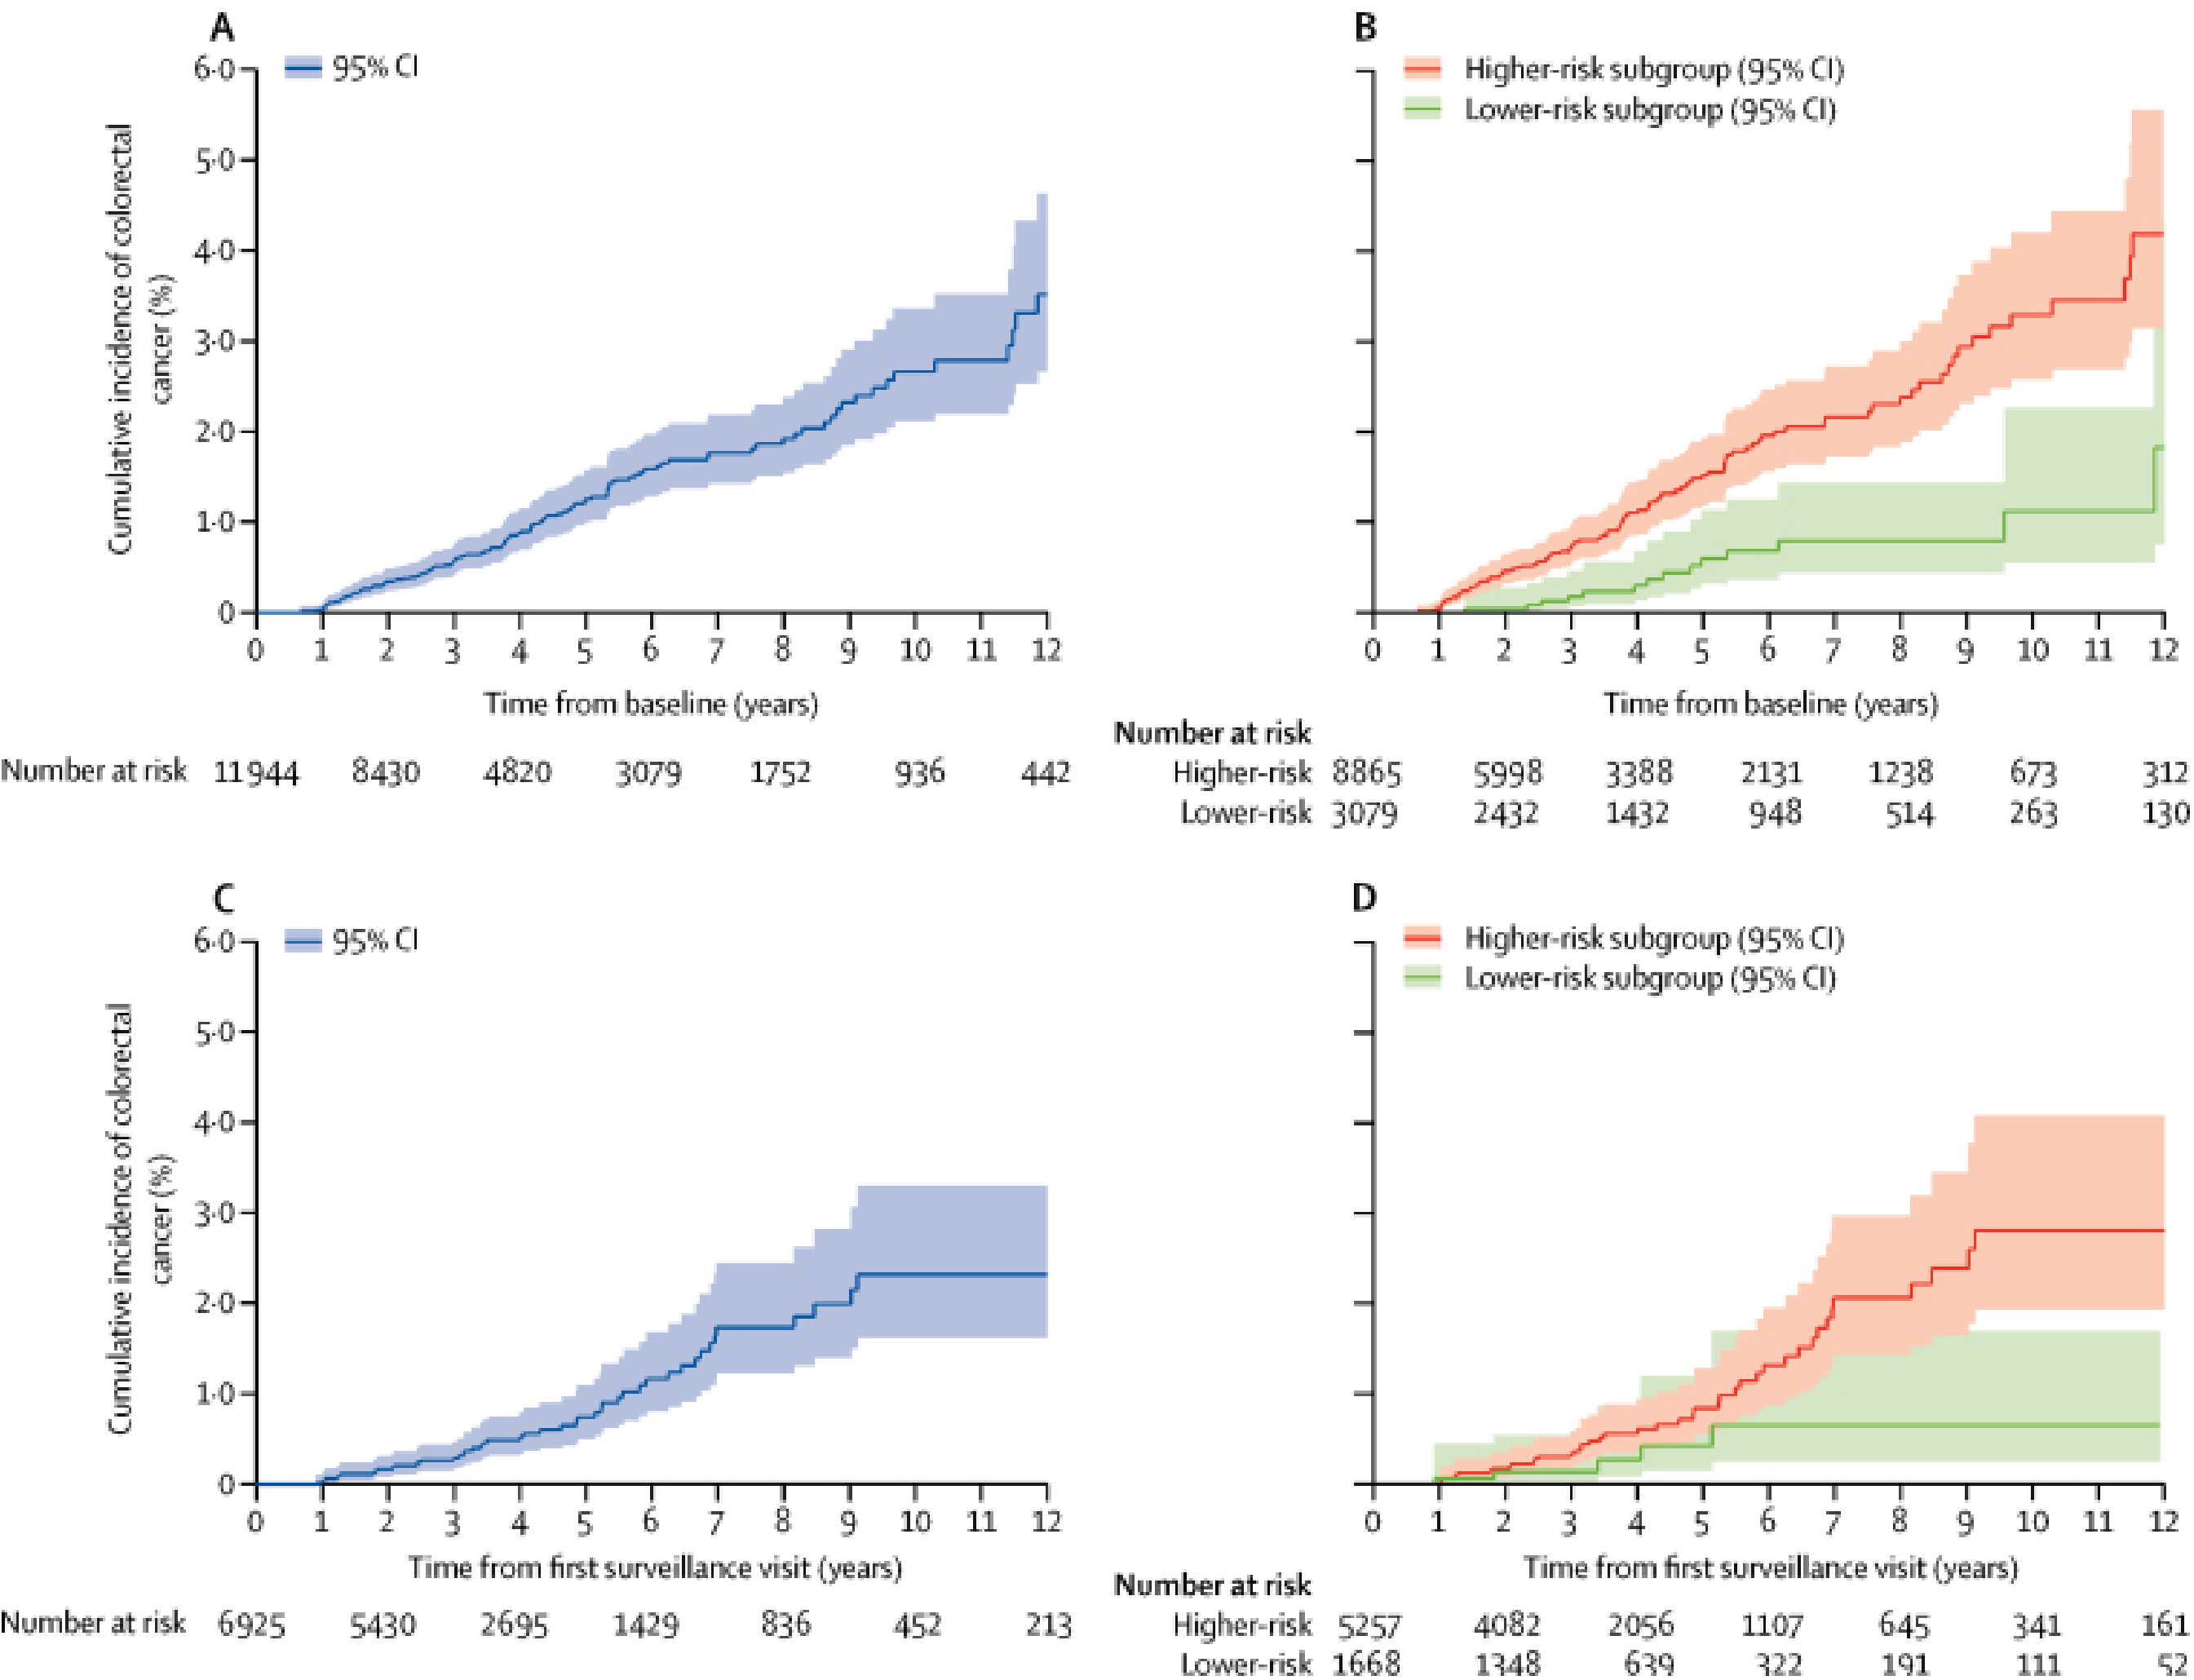 A
95% CI
6·0
5·0
4·0
3·0
2·0
1·0
0
Cumulative incidence of colorectal
cancer (%)
0 1 2 3 4 5 6 7 8 9 10 11 12
Time from baseline (years)
Number at risk 11944 8430 4820 3079 1752 936 442
B
Higher-risk subgroup (95% CI)
Lower-risk subgroup (95% CI)
0 1 2 3 4 5 6 7 8 9 10 11 12
Time from baseline (years)
Number at risk
Higher-risk 8865 5998 3388 2131 1238 673 312
Lower-risk 3079 2432 1432 948 514 263 130
C
95% CI
6·0
5·0
4·0
3·0
2·0
1·0
0
Cumulative incidence of colorectal
cancer (%)
0 1 2 3 4 5 6 7 8 9 10 11 12
Time from first surveillance visit (years)
Number at risk 6925 5430 2695 1429 836 452 213
D
Higher-risk subgroup (95% CI)
Lower-risk subgroup (95% CI)
0 1 2 3 4 5 6 7 8 9 10 11 12
Time from first surveillance visit (years)
Number at risk
Higher-risk 5257 4082 2056 1107 645 341 161
Lower-risk 1668 1348 639 322 191 111 52